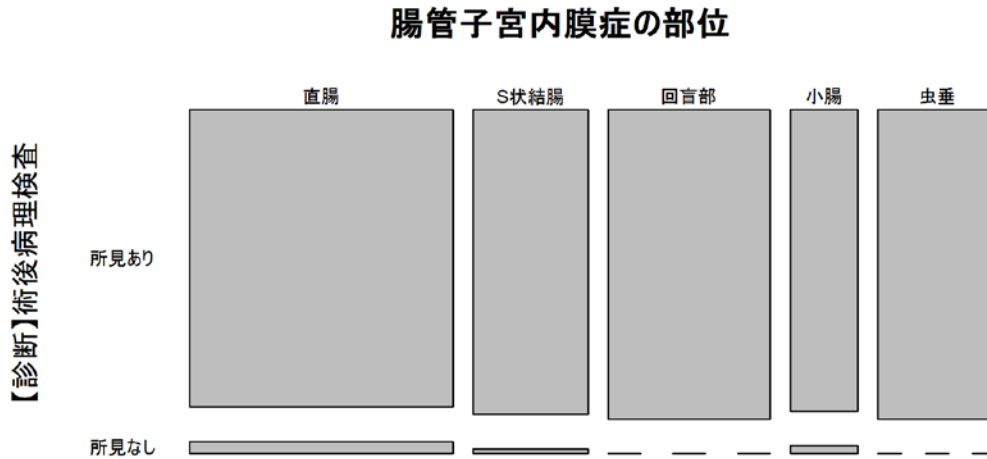 腸管子宮内膜症の部位
直腸
S状結腸
回盲部
小腸
虫垂
【診断】術後病理検査
所見あり
所見なし